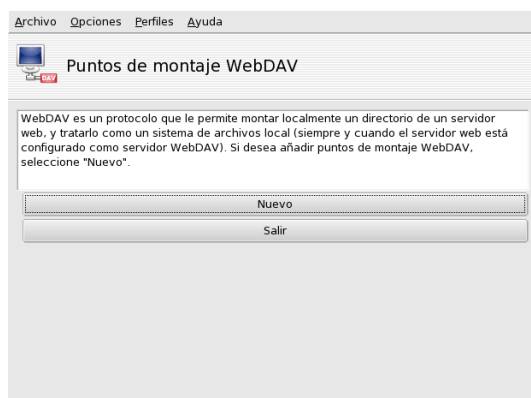 Archivo Opciones Perfiles Ayuda
DAV
Puntos de montaje WebDAV
WebDAV es un protocolo que le permite montar localmente un directorio de un servidor
web, y tratarlo como un sistema de archivos local (siempre y cuando el servidor web está
configurado como servidor WebDAV). Si desea añadir puntos de montaje WebDAV,
seleccione "Nuevo".
Nuevo
Salir